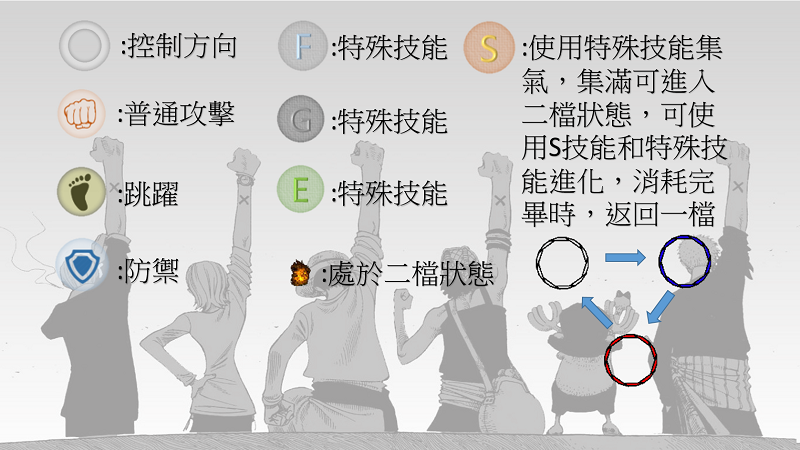 :控制方向
:普通攻擊
:跳躍
:防禦
F
:特殊技能
G
:特殊技能
E
:特殊技能
:處於二檔狀態
S
:使用特殊技能集
氣，集滿可進入
二檔狀態，可使
用S技能和特殊技
能進化，消耗完
畢時，返回一檔